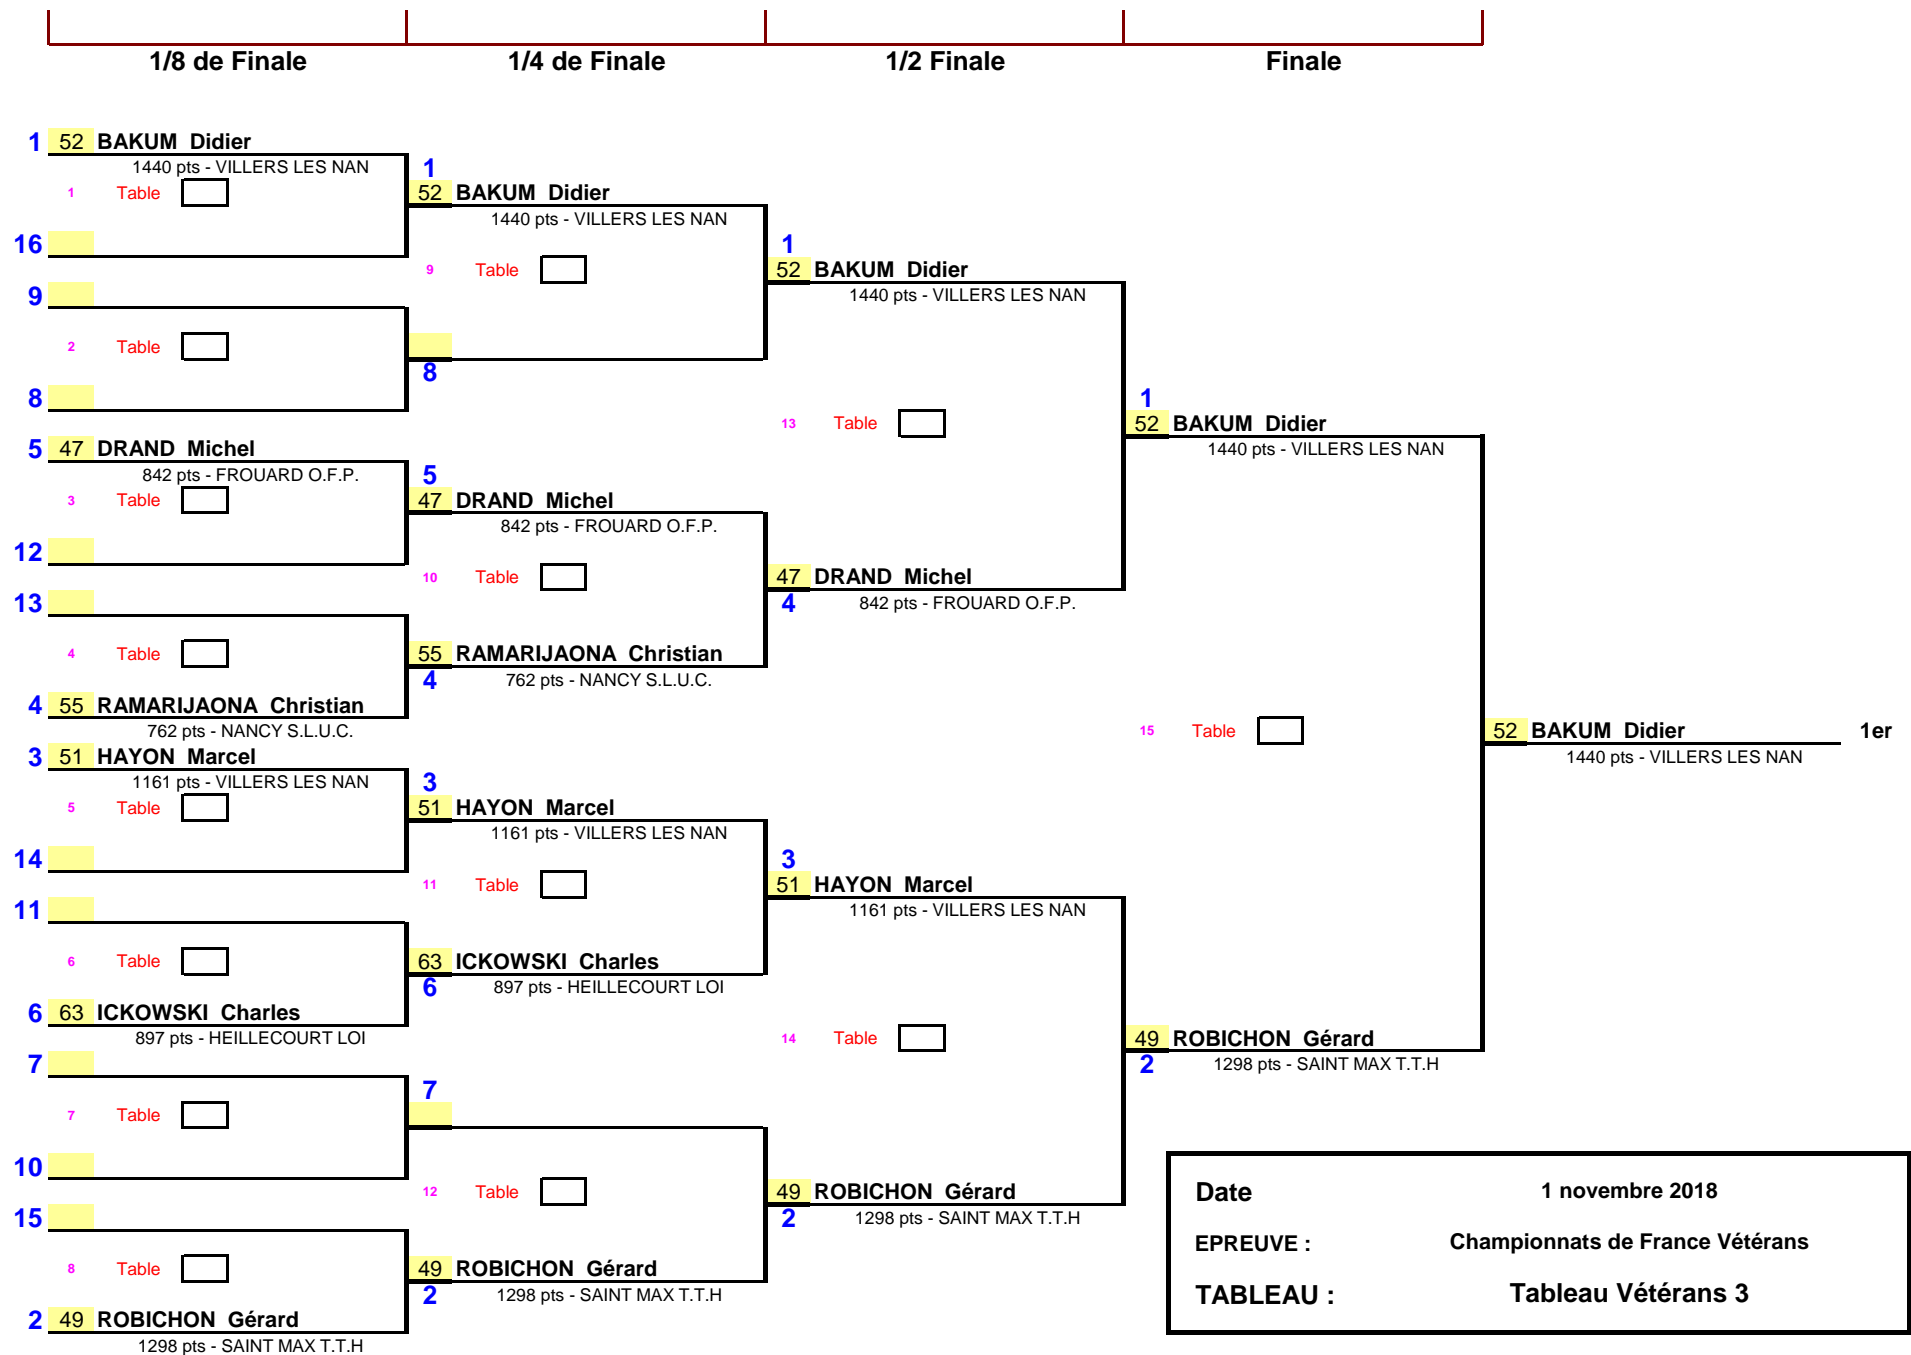 1/8 de Finale 1/4 de Finale 1/2 Finale Finale
1 52 BAKUM Didier
1440 pts - VILLERS LES NAN
1 Table
16
9
2 Table
8
5 47 DRAND Michel
842 pts - FROUARD O.F.P.
3 Table
12
13
4 Table
4 55 RAMARIJAONA Christian
762 pts - NANCY S.L.U.C.
3 51 HAYON Marcel
1161 pts - VILLERS LES NAN
5 Table
14
11
6 Table
6 63 ICKOWSKI Charles
897 pts - HEILLECOURT LOI
7
7 Table
10
15
8 Table
2 49 ROBICHON Gérard
1298 pts - SAINT MAX T.T.H
1
52 BAKUM Didier
1440 pts - VILLERS LES NAN
9 Table
8
5
47 DRAND Michel
842 pts - FROUARD O.F.P.
10 Table
55 RAMARIJAONA Christian
4
762 pts - NANCY S.L.U.C.
3
51 HAYON Marcel
1161 pts - VILLERS LES NAN
11 Table
63 ICKOWSKI Charles
6
897 pts - HEILLECOURT LOI
7
12 Table
49 ROBICHON Gérard
2
1298 pts - SAINT MAX T.T.H
1
52 BAKUM Didier
1440 pts - VILLERS LES NAN
13 Table
47 DRAND Michel
4
842 pts - FROUARD O.F.P.
3
51 HAYON Marcel
1161 pts - VILLERS LES NAN
14 Table
49 ROBICHON Gérard
2
1298 pts - SAINT MAX T.T.H
1
52 BAKUM Didier
1440 pts - VILLERS LES NAN
15 Table
49 ROBICHON Gérard
2
1298 pts - SAINT MAX T.T.H
52 BAKUM Didier 1er
1440 pts - VILLERS LES NAN
Date 1 novembre 2018
EPREUVE : Championnats de France Vétérans
TABLEAU : Tableau Vétérans 3